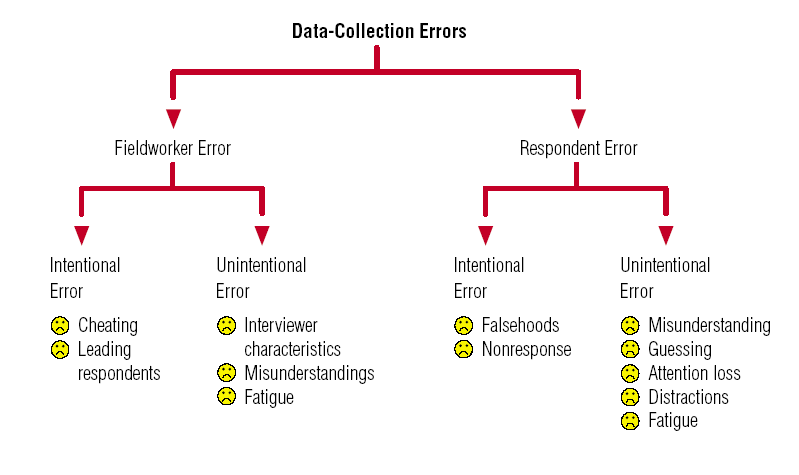 Data-Collection Errors
Fieldworker Error
Respondent Error
Intentional
Error
Cheating
Leading
respondents
Unintentional
Error
Interviewer
characteristics
Misunderstandings
Fatigue
Intentional
Error
Falsehoods
Nonresponse
Unintentional
Error
Misunderstanding
Guessing
Attention loss
Distractions
Fatigue